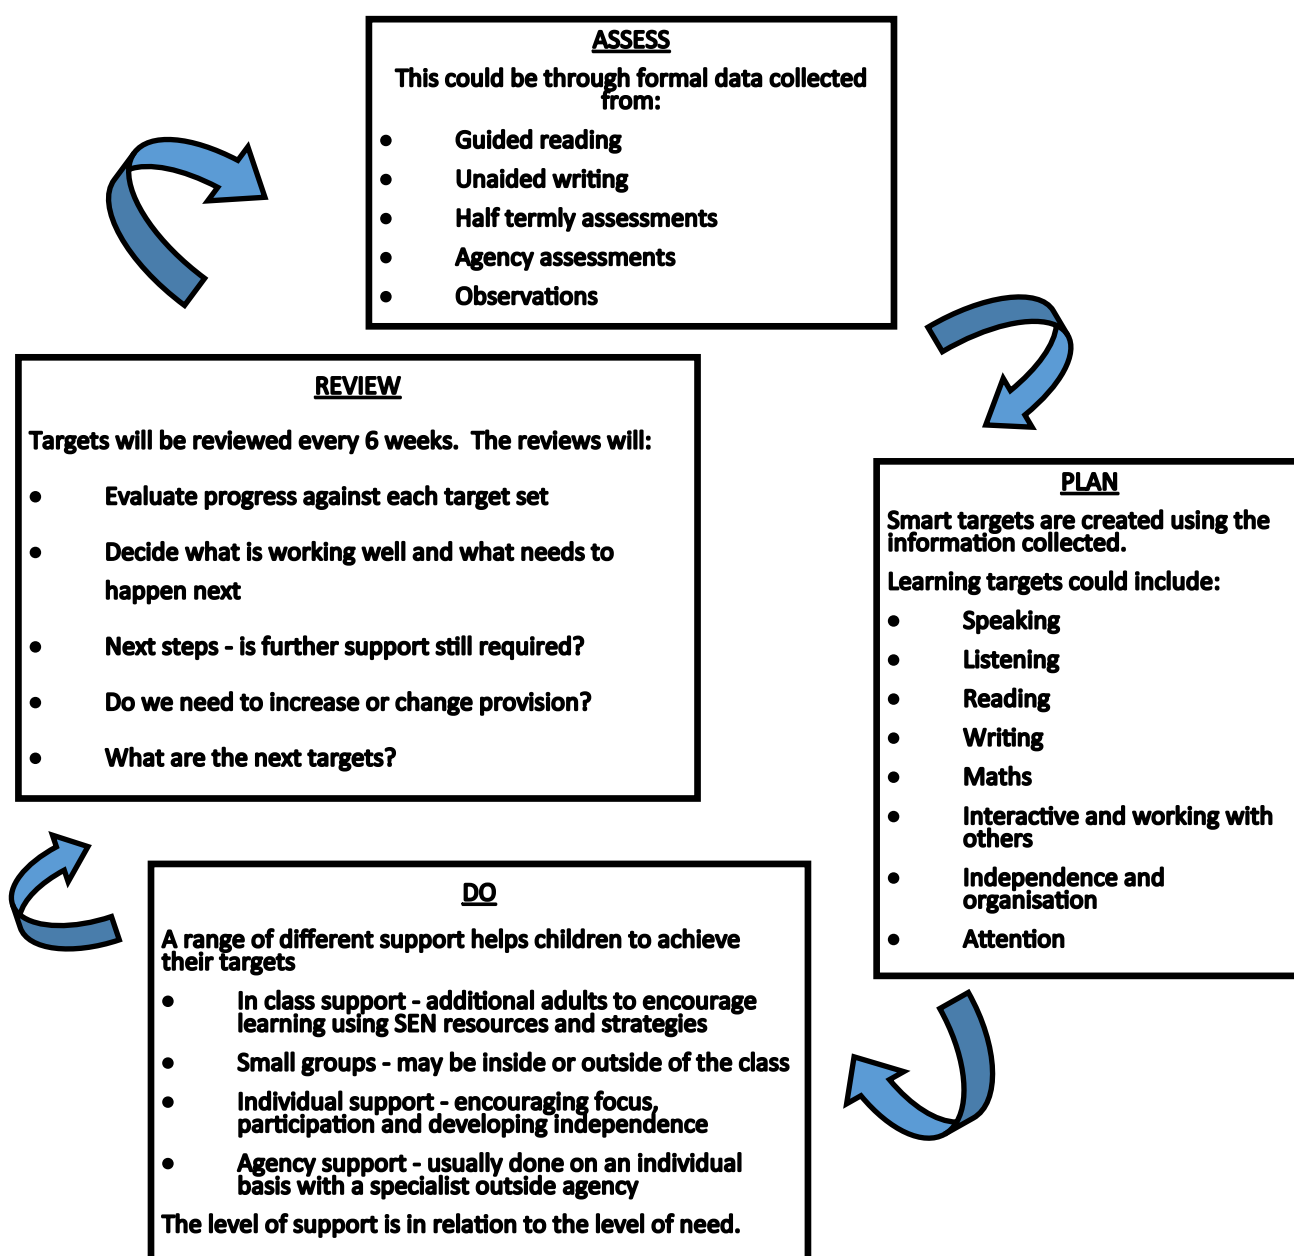 ASSESS
This could be through formal data collected
from:
● Guided reading
● Unaided writing
● Half termly assessments
● Agency assessments
● Observations
REVIEW
Targets will be reviewed every 6 weeks.  The reviews will:
● Evaluate progress against each target set
● Decide what is working well and what needs to
happen next
● Next steps - is further support still required?
● Do we need to increase or change provision?
● What are the next targets?
PLAN
Smart targets are created using the
information collected.
Learning targets could include:
● Speaking
● Listening
● Reading
● Writing
● Maths
● Interactive and working with
others
● Independence and
organisation
● Attention
DO
A range of different support helps children to achieve
their targets
● In class support - additional adults to encourage
learning using SEN resources and strategies
● Small groups - may be inside or outside of the class
● Individual support - encouraging focus,
participation and developing independence
● Agency support - usually done on an individual
basis with a specialist outside agency
The level of support is in relation to the level of need.